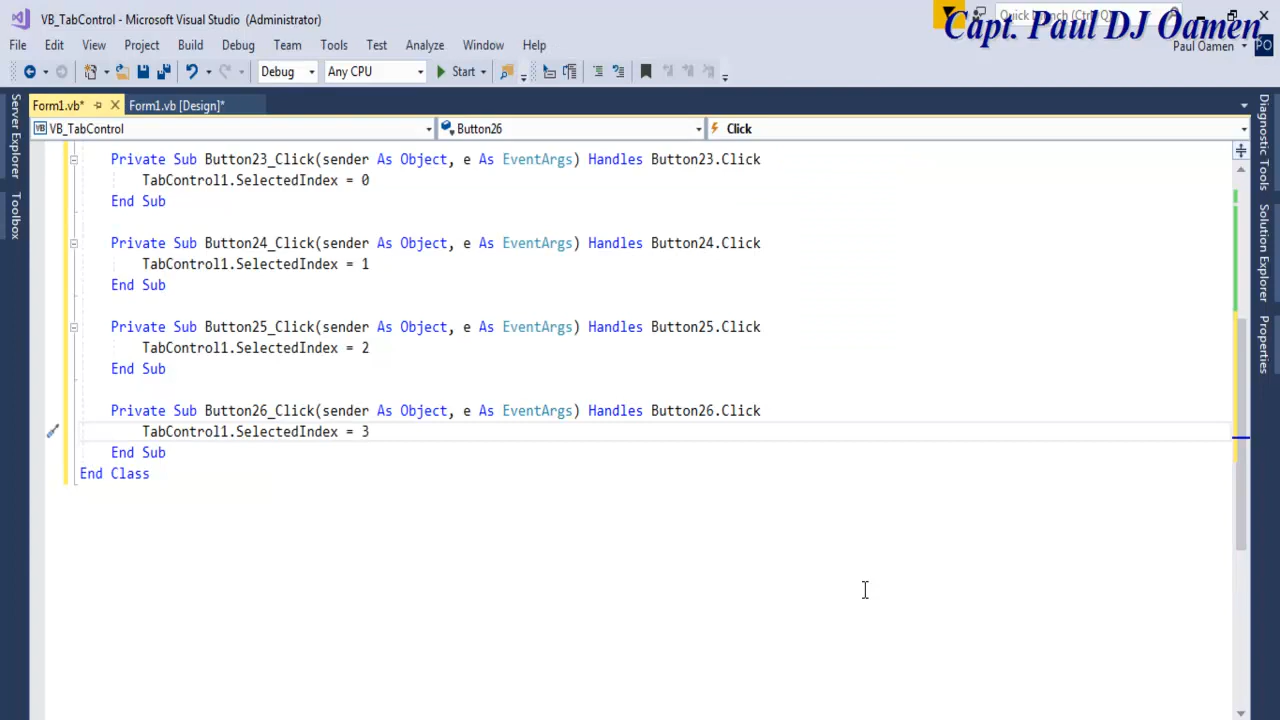 VB_TabControl - Microsoft Visual Studio (Administrator)
Quick Launch (Ctrl+Q)
Capt. Paul DJ Oamen
File Edit View Project Build Debug Team Tools Test Analyze Window Help
Paul Oamen
PO
Debug
Any CPU
Start
Form1.vb*
Form1.vb [Design]*
VB VB_TabControl
Button26
Click
Server Explorer
Toolbox
Diagnostic Tools
Solution Explorer
Properties
Private Sub Button23_Click(sender As Object, e As EventArgs) Handles Button23.Click
TabControl1.SelectedIndex = 0
End Sub
Private Sub Button24_Click(sender As Object, e As EventArgs) Handles Button24.Click
TabControl1.SelectedIndex = 1
End Sub
Private Sub Button25_Click(sender As Object, e As EventArgs) Handles Button25.Click
TabControl1.SelectedIndex = 2
End Sub
Private Sub Button26_Click(sender As Object, e As EventArgs) Handles Button26.Click
TabControl1.SelectedIndex = 3
End Sub
End Class